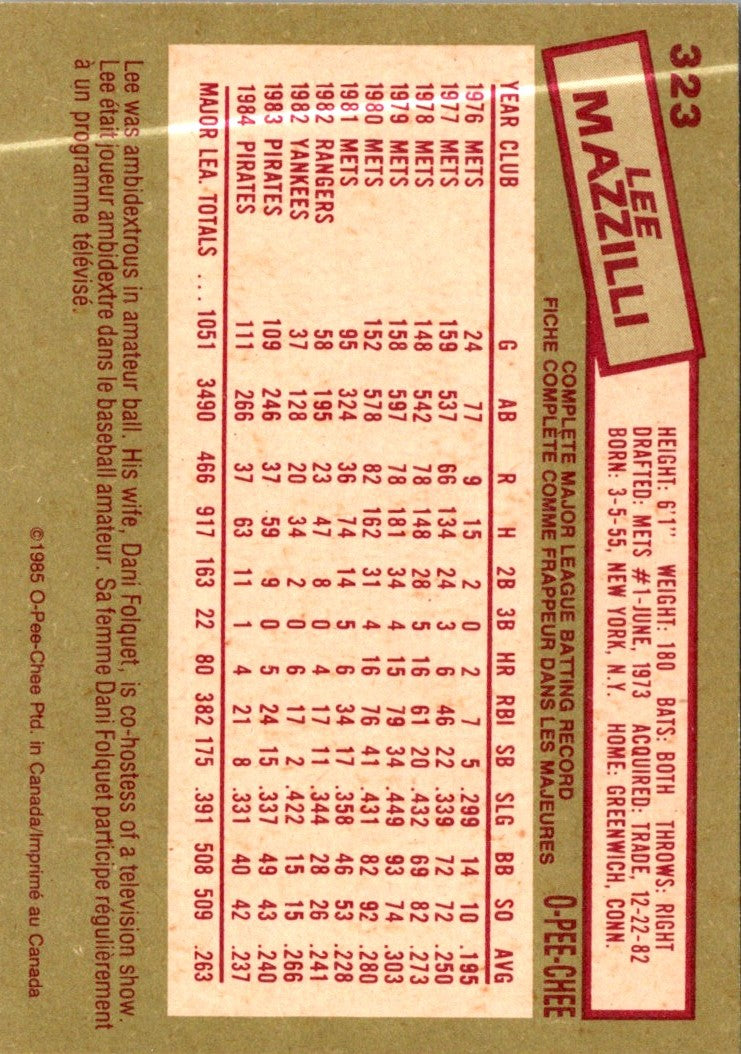 323
LEE
MAZZILLI
HEIGHT: 6'1" WEIGHT: 180 BATS: BOTH THROWS: RIGHT
DRAFTED: METS #1-JUNE, 1973 ACQUIRED: TRADE, 12-22-82
BORN: 3-5-55, NEW YORK, N.Y. HOME: GREENWICH, CONN.
COMPLETE MAJOR LEAGUE BATTING RECORD
FICHE COMPLÈTE COMME FRAPPEUR DANS LES MAJEURES
O-PEE-CHEE
YEAR CLUB G AB R H 2B 3B HR RBI SB SLG BB SO AVG
1976 METS 24 77 9 15 2 0 2 7 5 .299 14 10 .195
1977 METS 159 537 66 134 24 3 6 46 22 .339 72 72 .250
1978 METS 148 542 78 148 28 5 16 61 20 .432 69 82 .273
1979 METS 158 597 78 181 34 4 15 79 34 .449 93 74 .303
1980 METS 152 578 82 162 31 4 16 76 41 .431 82 92 .280
1981 METS 95 324 36 74 14 5 6 34 17 .358 46 53 .228
1982 RANGERS 58 195 23 47 8 0 4 17 11 .344 28 26 .241
1982 YANKEES 37 128 20 34 2 0 6 17 2 .422 15 15 .266
1983 PIRATES 109 246 37 59 9 0 5 24 15 .337 49 43 .240
1984 PIRATES 111 266 37 63 11 1 4 21 8 .331 40 42 .237
MAJOR LEA. TOTALS ... 1051 3490 466 917 163 22 80 382 175 .391 508 509 .263
Lee was ambidextrous in amateur ball. His wife, Dani Folquet, is co-hostess of a television show.
Lee était joueur ambidextre dans le baseball amateur. Sa femme Dani Folquet participe régulièrement
à un programme télévisé.
©1985 O-Pee-Chee Ptd. in Canada/Imprimé au Canada